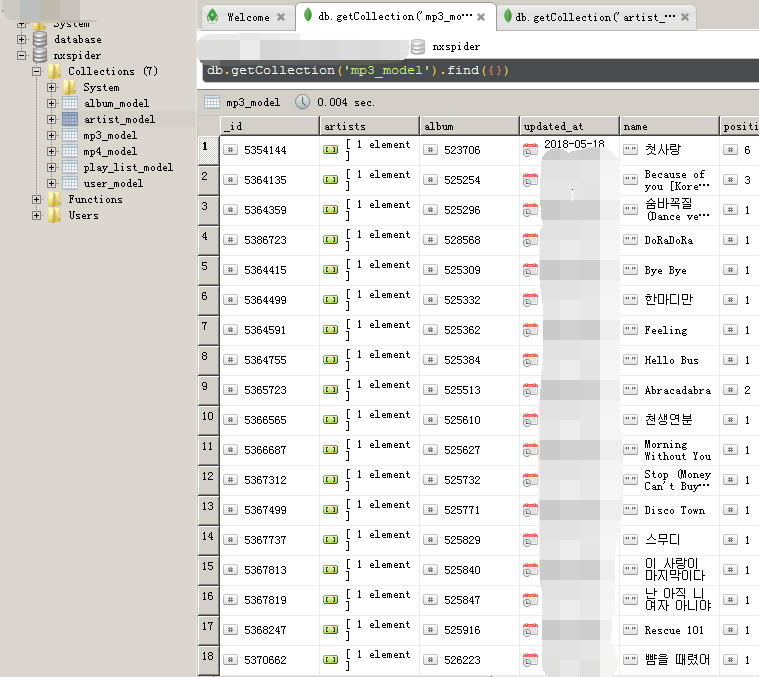 System
database
nxspider
Collections (7)
System
album_model
artist_model
mp3_model
mp4_model
play_list_model
user_model
Functions
Users
Welcome
db.getCollection('mp3_mo…
db.getCollection('artist_…
nxspider
db.getCollection('mp3_model').find({})
mp3_model 0.004 sec.
_id artists album updated_at name positi
1 5354144 [ 1 element ] 523706 2018-05-18 첫사랑 6
2 5364135 [ 1 element ] 525254 Because of you [Kore… 3
3 5364359 [ 1 element ] 525296 숨바꼭질 (Dance ve… 1
4 5386723 [ 1 element ] 528568 DoRaDoRa 1
5 5364415 [ 1 element ] 525309 Bye Bye 1
6 5364499 [ 1 element ] 525332 한마디만 1
7 5364591 [ 1 element ] 525362 Feeling 1
8 5364755 [ 1 element ] 525384 Hello Bus 1
9 5365723 [ 1 element ] 525513 Abracadabra 2
10 5366565 [ 1 element ] 525610 천생연분 1
11 5366687 [ 1 element ] 525627 Morning Without You 1
12 5367312 [ 1 element ] 525732 Stop (Money Can't Buy… 1
13 5367499 [ 1 element ] 525771 Disco Town 1
14 5367737 [ 1 element ] 525829 스무디 1
15 5367813 [ 1 element ] 525840 이 사랑이 마지막이다 1
16 5367819 [ 1 element ] 525847 난 아직 니 여자 아니야 1
17 5368247 [ 1 element ] 525916 Rescue 101 1
18 5370662 [ 1 element ] 526223 뺨을 때렸어 1